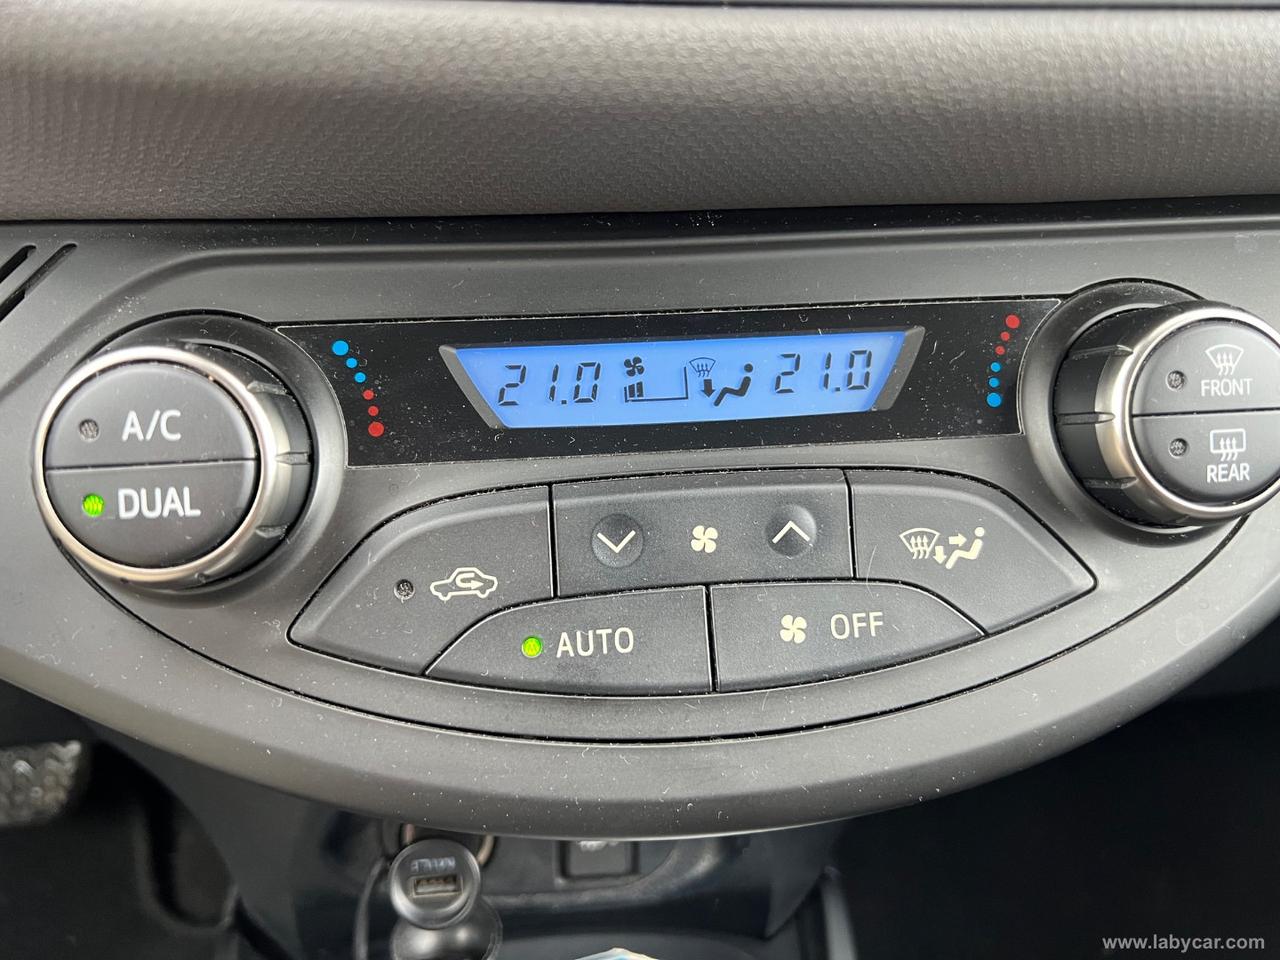 21.0
21.0
A/C
DUAL
FRONT
REAR
AUTO
OFF
www.labycar.com